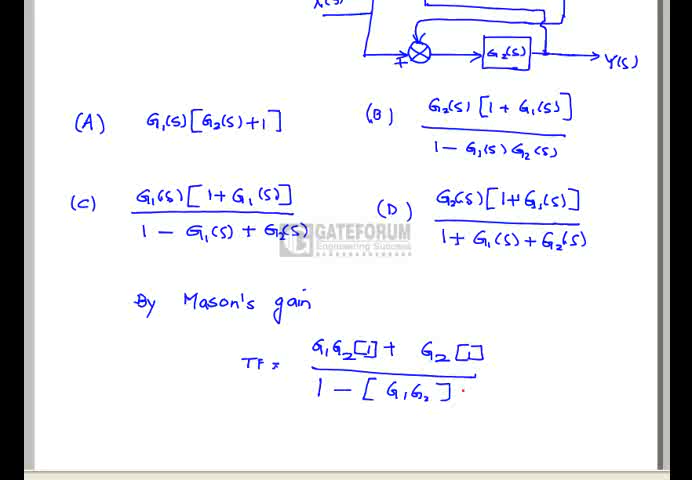 X(s)
G₂(s)
+
Y(s)
(A) G₁(s)[G₂(s)+1]
(B) G₂(s)[1+G₁(s)]
1 - G₁(s)G₂(s)
(C) G₁(s)[1+G₁(s)]
1 - G₁(s) + G₂(s)
(D) G₂(s)[1+G₁(s)]
1+ G₁(s)+G₂(s)
GATEFORUM
Engineering Success
By Mason's gain
TF = G₁G₂[1]+ G₂[1]
1 - [G₁G₂]